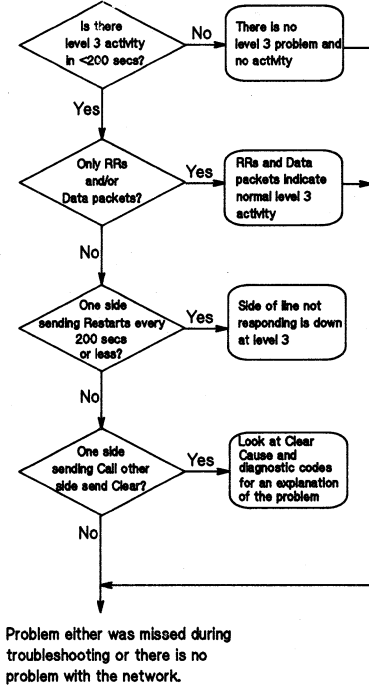 Is there
level 3 activity
in <200 secs?
No
There is no
level 3 problem and
no activity
Yes
Only RRs
and/or
Data packets?
Yes
RRs and Data
packets indicate
normal level 3
activity
No
One side
sending Restarts every
200 secs
or less?
Yes
Side of line not
responding is down
at level 3
No
One side
sending Call other
side send Clear?
Yes
Look at Clear
Cause and
diagnostic codes
for an explanation
of the problem
No
Problem either was missed during
troubleshooting or there is no
problem with the network.